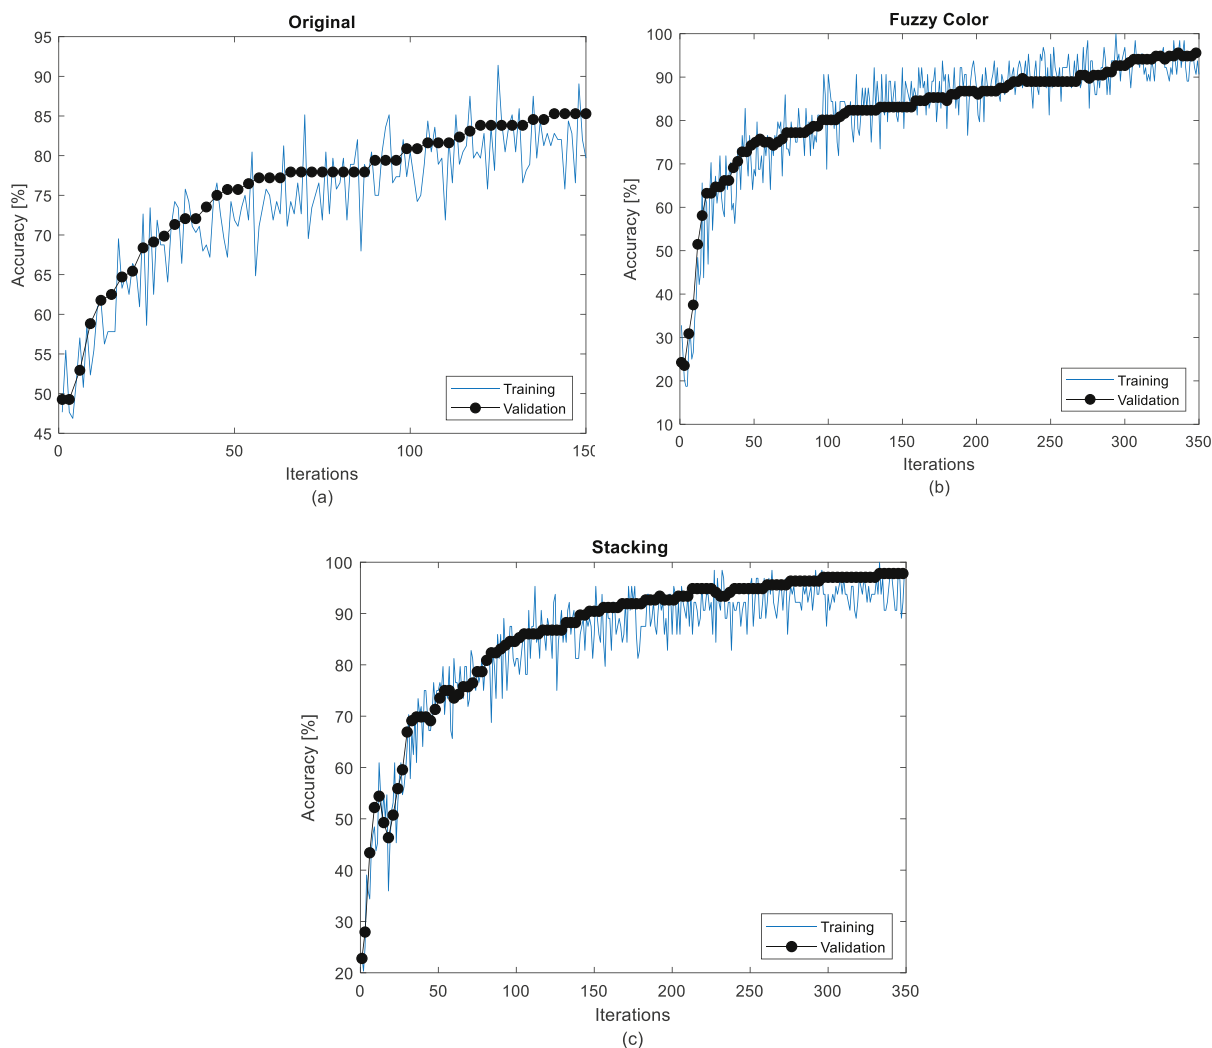 Original
95
90
85
80
75
70
65
60
55
50
45
Accuracy [%]
0 50 100 150
Iterations
(a)
Training
Validation
Fuzzy Color
100
90
80
70
60
50
40
30
20
10
Accuracy [%]
0 50 100 150 200 250 300 350
Iterations
(b)
Training
Validation
Stacking
100
90
80
70
60
50
40
30
20
Accuracy [%]
0 50 100 150 200 250 300 350
Iterations
(c)
Training
Validation